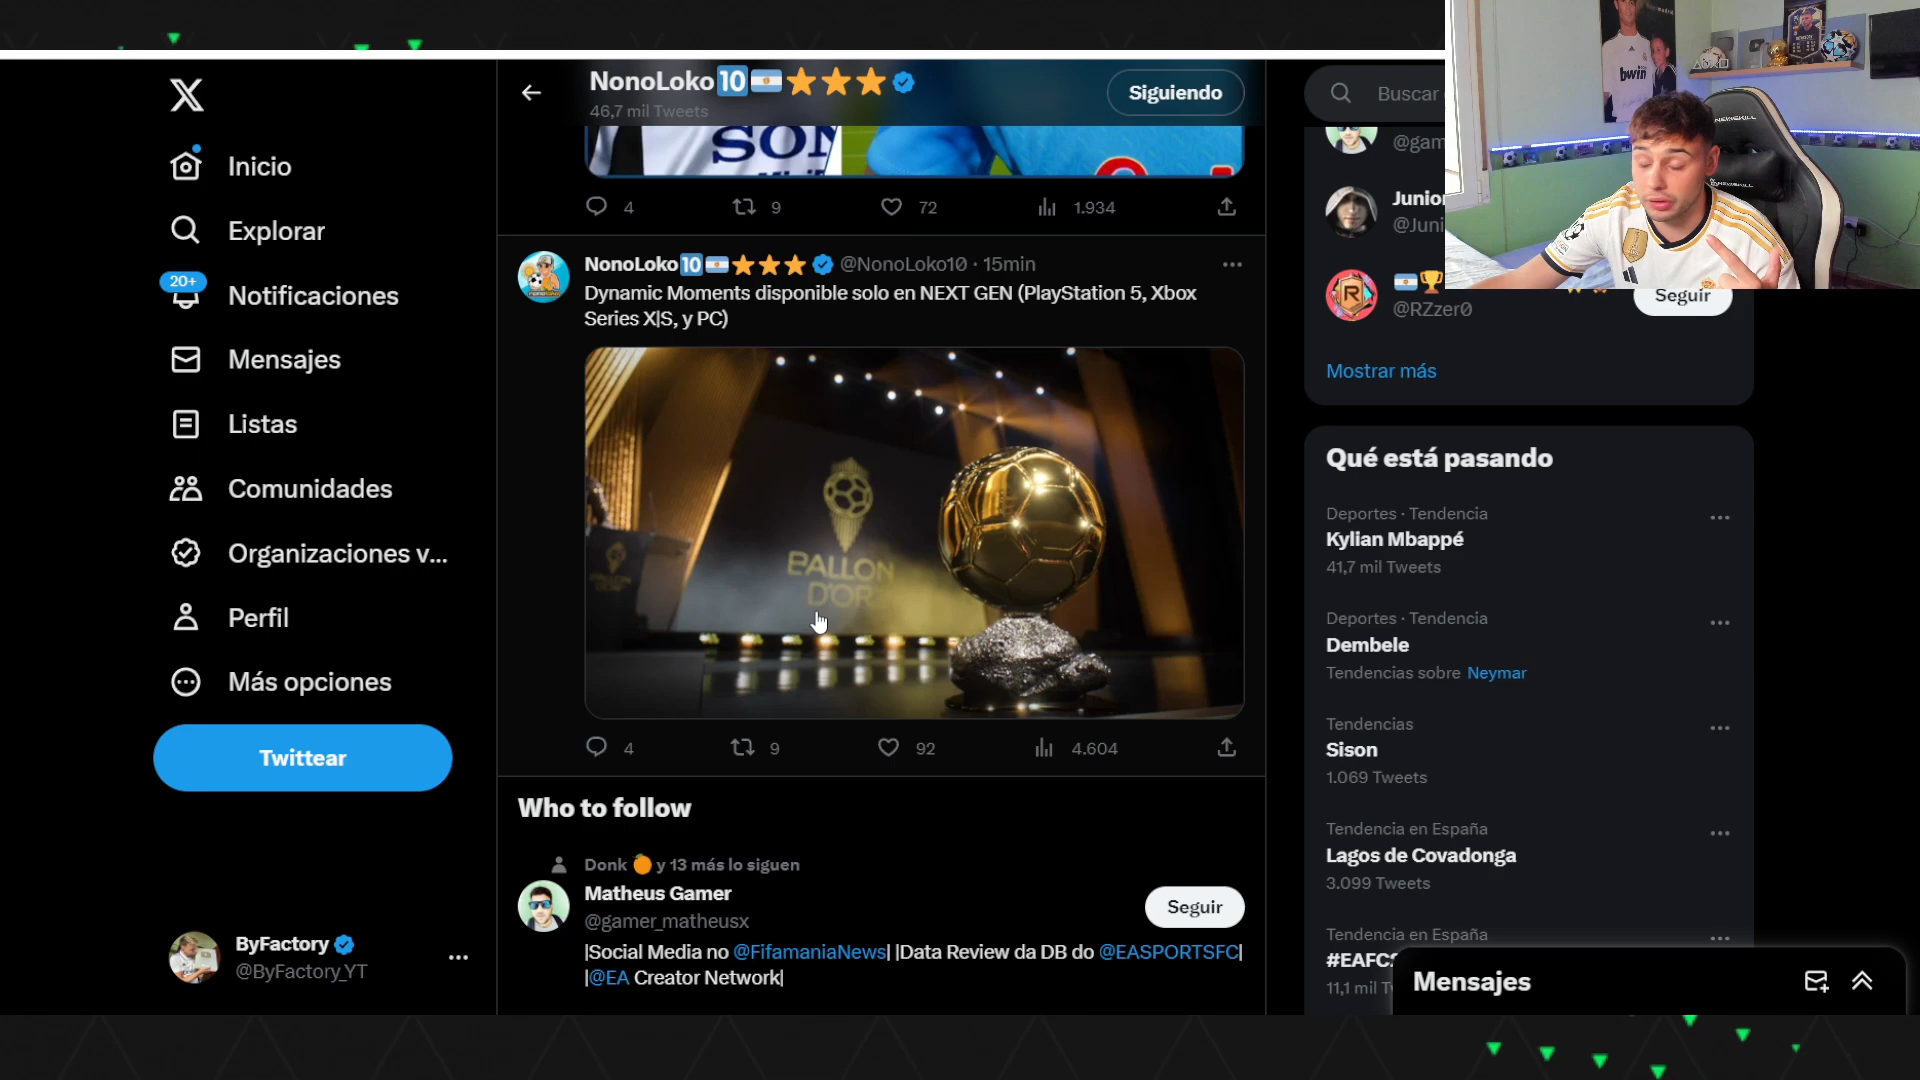 NonoLoko🔟🇦🇷⭐⭐⭐
46,7 mil Tweets
Siguiendo
Buscar
bwin
SON
@gam
Inicio
4
9
72
1.934
Junior
@Juni
Explorar
NonoLoko🔟🇦🇷⭐⭐⭐ @NonoLoko10 · 15min
20+
Notificaciones
Dynamic Moments disponible solo en NEXT GEN (PlayStation 5, Xbox
Series X|S, y PC)
@RZzer0
Seguir
Mensajes
Mostrar más
Listas
Qué está pasando
Comunidades
Deportes · Tendencia
Kylian Mbappé
41,7 mil Tweets
Organizaciones v...
BALLON
D'OR
Perfil
Deportes · Tendencia
Dembele
Tendencias sobre Neymar
Más opciones
Twittear
Tendencias
Sison
1.069 Tweets
4
9
92
4.604
Who to follow
Tendencia en España
Lagos de Covadonga
3.099 Tweets
Donk 🍊 y 13 más lo siguen
Matheus Gamer
@gamer_matheusx
Seguir
|Social Media no @FifamaniaNews| |Data Review da DB do @EASPORTSFC|
|@EA Creator Network|
ByFactory
@ByFactory_YT
Tendencia en España
#EAFC2
11,1 mil T
Mensajes